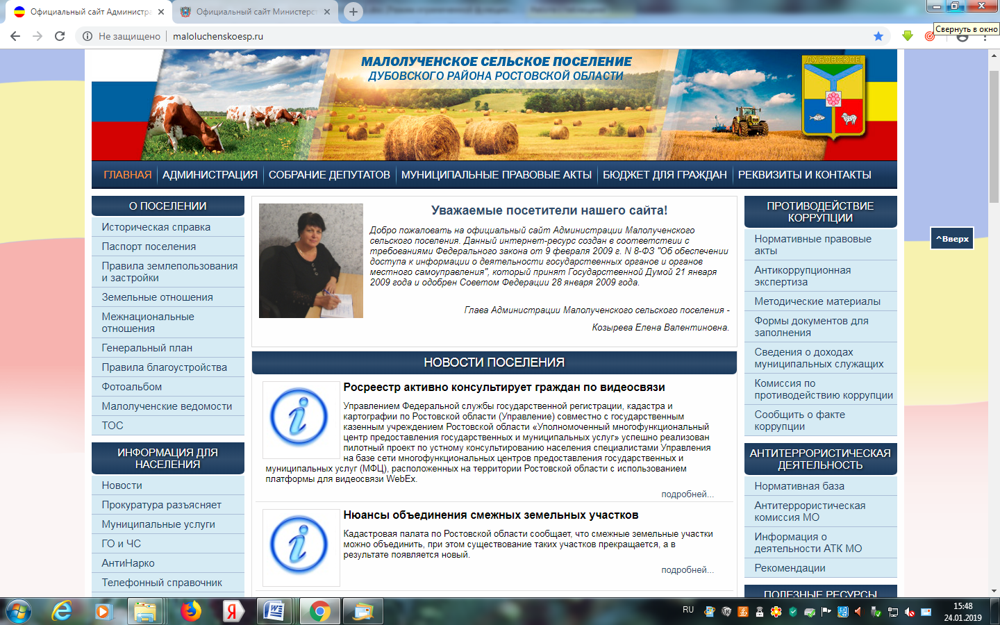 Официальный сайт Администра
Официальный сайт Министерст
Свернуть в окно
Не защищено
maloluchenskoesp.ru
МАЛОЛУЧЕНСКОЕ СЕЛЬСКОЕ ПОСЕЛЕНИЕ
ДУБОВСКОГО РАЙОНА РОСТОВСКОЙ ОБЛАСТИ
ДУБОВСКОЕ
ГЛАВНАЯ
АДМИНИСТРАЦИЯ
СОБРАНИЕ ДЕПУТАТОВ
МУНИЦИПАЛЬНЫЕ ПРАВОВЫЕ АКТЫ
БЮДЖЕТ ДЛЯ ГРАЖДАН
РЕКВИЗИТЫ И КОНТАКТЫ
О ПОСЕЛЕНИИ
Историческая справка
Паспорт поселения
Правила землепользования
и застройки
Земельные отношения
Межнациональные
отношения
Генеральный план
Правила благоустройства
Фотоальбом
Малолученские ведомости
ТОС
ИНФОРМАЦИЯ ДЛЯ
НАСЕЛЕНИЯ
Новости
Прокуратура разъясняет
Муниципальные услуги
ГО и ЧС
АнтиНарко
Телефонный справочник
Уважаемые посетители нашего сайта!
Добро пожаловать на официальный сайт Администрации Малолученского
сельского поселения. Данный интернет-ресурс создан в соответствии с
требованиями Федерального закона от 9 февраля 2009 г. N 8-ФЗ "Об обеспечении
доступа к информации о деятельности государственных органов и органов
местного самоуправления", который принят Государственной Думой 21 января
2009 года и одобрен Советом Федерации 28 января 2009 года.
Глава Администрации Малолученского сельского поселения -
Козырева Елена Валентиновна.
НОВОСТИ ПОСЕЛЕНИЯ
Росреестр активно консультирует граждан по видеосвязи
Управлением Федеральной службы государственной регистрации, кадастра и
картографии по Ростовской области (Управление) совместно с государственным
казенным учреждением Ростовской области «Уполномоченный многофункциональный
центр предоставления государственных и муниципальных услуг» успешно реализован
пилотный проект по устному консультированию населения специалистами Управления
на базе сети многофункциональных центров предоставления государственных и
муниципальных услуг (МФЦ), расположенных на территории Ростовской области с использованием
платформы для видеосвязи WebEx.
подробней...
Нюансы объединения смежных земельных участков
Кадастровая палата по Ростовской области сообщает, что смежные земельные участки
можно объединить, при этом существование таких участков прекращается, а в
результате появляется новый.
подробней...
ПРОТИВОДЕЙСТВИЕ
КОРРУПЦИИ
Нормативные правовые
акты
Антикоррупционная
экспертиза
Методические материалы
Формы документов для
заполнения
Сведения о доходах
муниципальных служащих
Комиссия по
противодействию коррупции
Сообщить о факте
коррупции
АНТИТЕРРОРИСТИЧЕСКАЯ
ДЕЯТЕЛЬНОСТЬ
Нормативная база
Антитеррористическая
комиссия МО
Информация о
деятельности АТК МО
Рекомендации
ПОЛЕЗНЫЕ РЕСУРСЫ
^Вверх
RU
15:48
24.01.2019